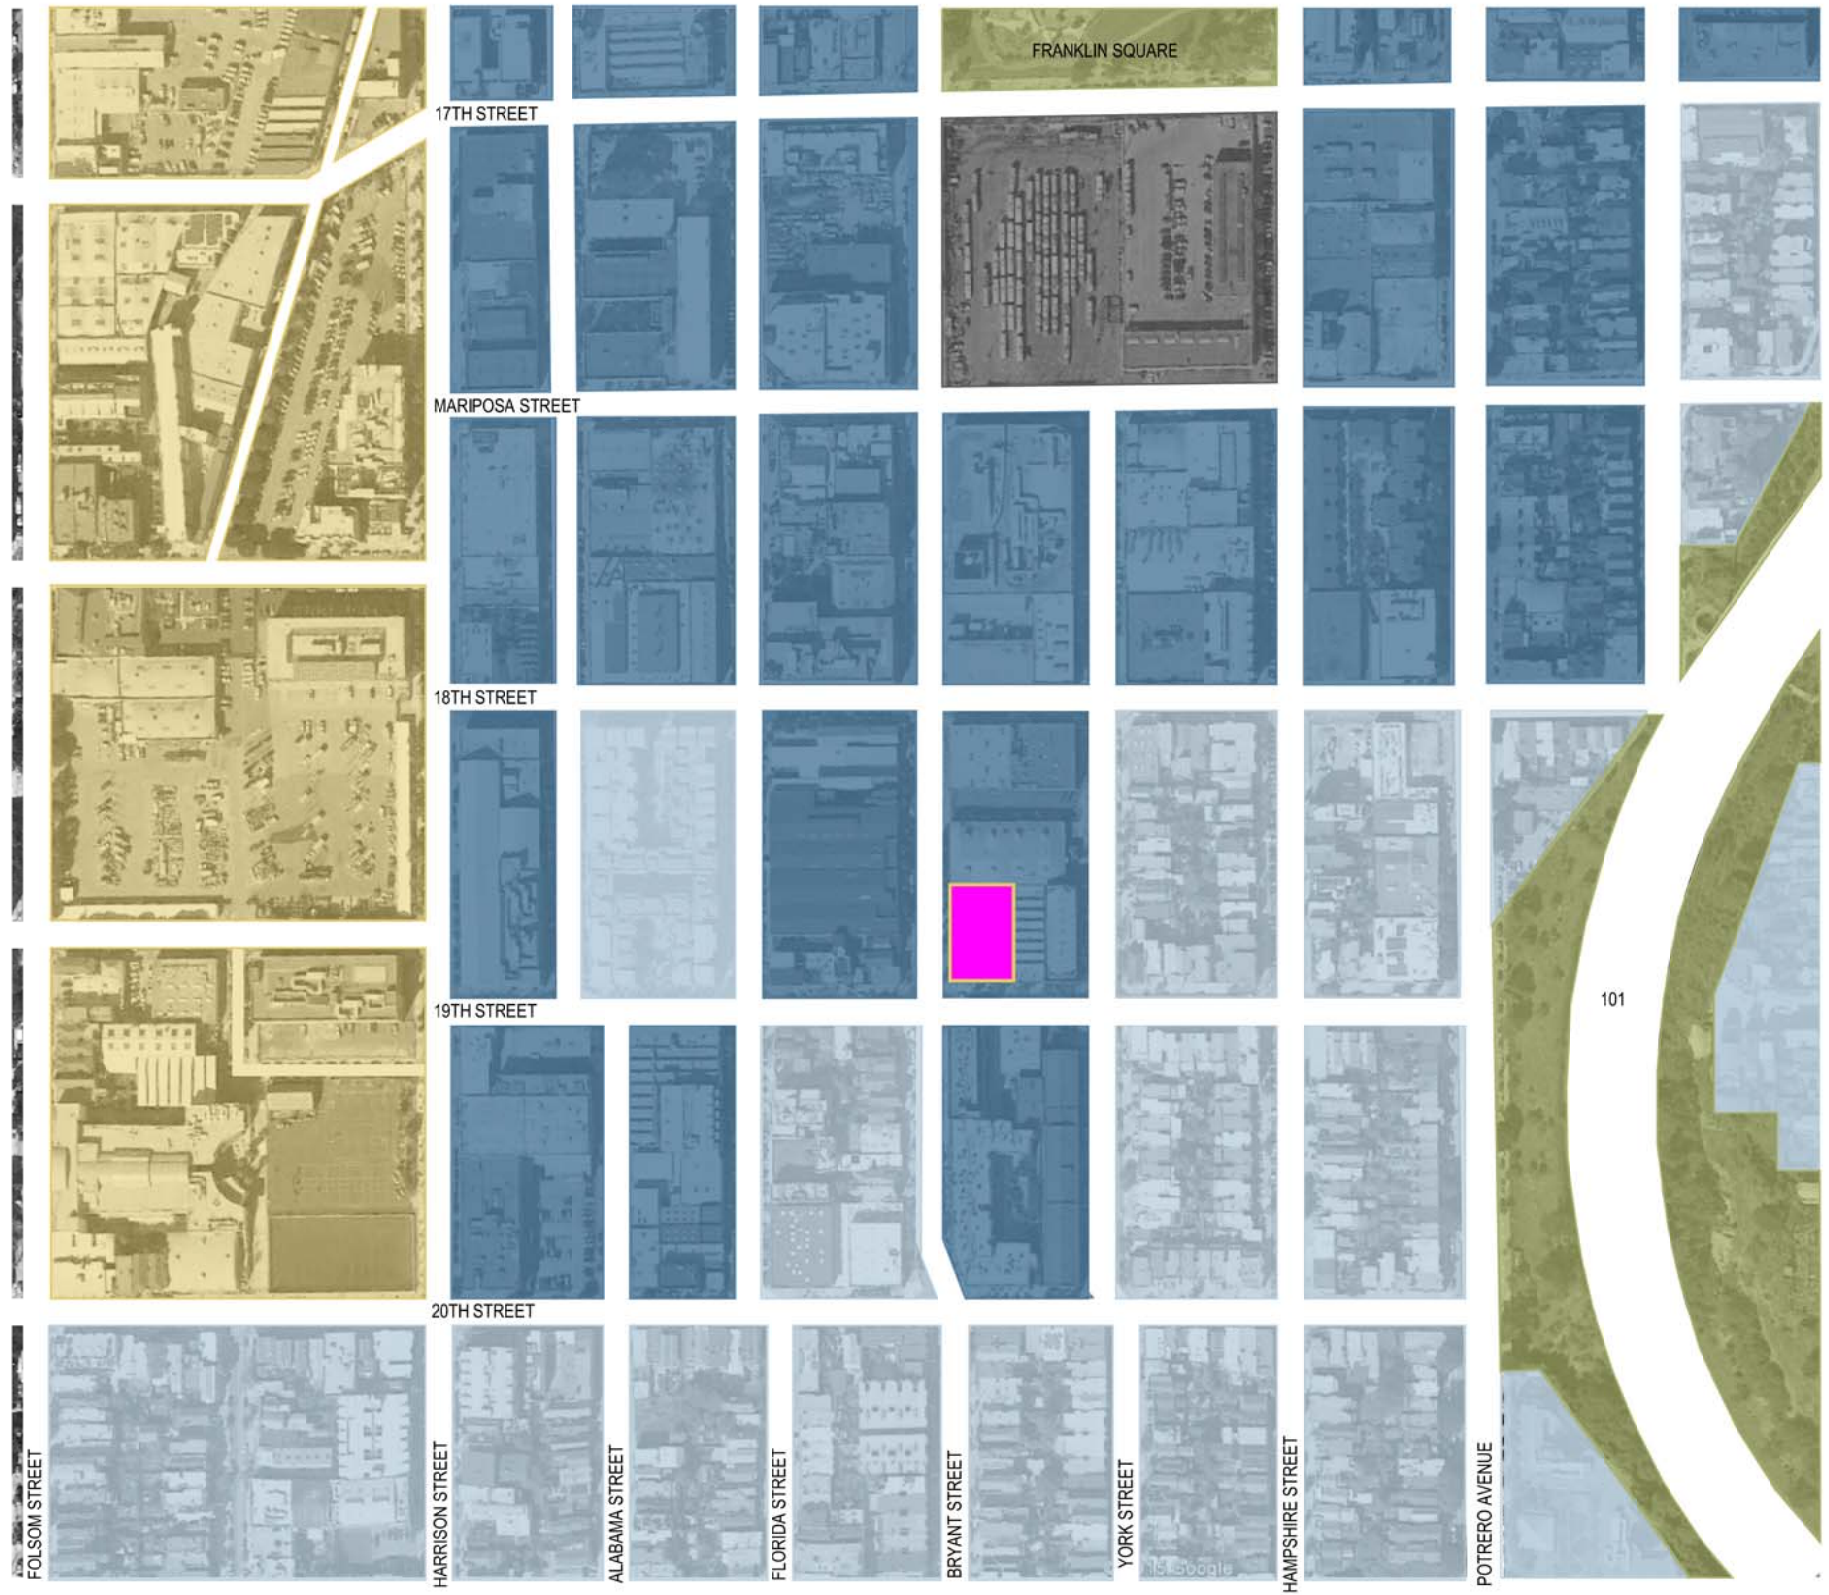 FRANKLIN SQUARE
17TH STREET
MARIPOSA STREET
18TH STREET
101
19TH STREET
20TH STREET
FOLSOM STREET
HARRISON STREET
ALABAMA STREET
FLORIDA STREET
BRYANT STREET
YORK STREET
HAMPSHIRE STREET
POTRERO AVENUE
Google